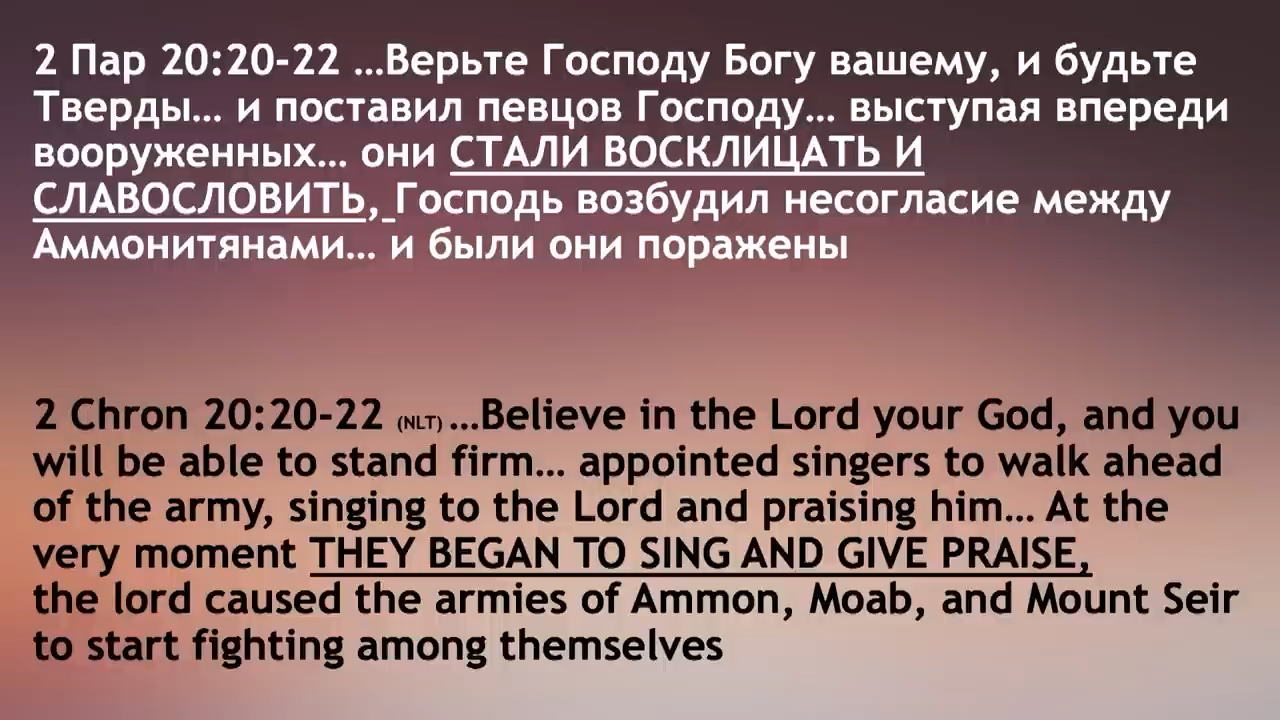 2 Пар 20:20-22 …Верьте Господу Богу вашему, и будьте
Тверды… и поставил певцов Господу… выступая впереди
вооруженных… они СТАЛИ ВОСКЛИЦАТЬ И
СЛАВОСЛОВИТЬ, Господь возбудил несогласие между
Аммонитянами… и были они поражены
2 Chron 20:20-22 (NLT) …Believe in the Lord your God, and you
will be able to stand firm… appointed singers to walk ahead
of the army, singing to the Lord and praising him… At the
very moment THEY BEGAN TO SING AND GIVE PRAISE,
the lord caused the armies of Ammon, Moab, and Mount Seir
to start fighting among themselves